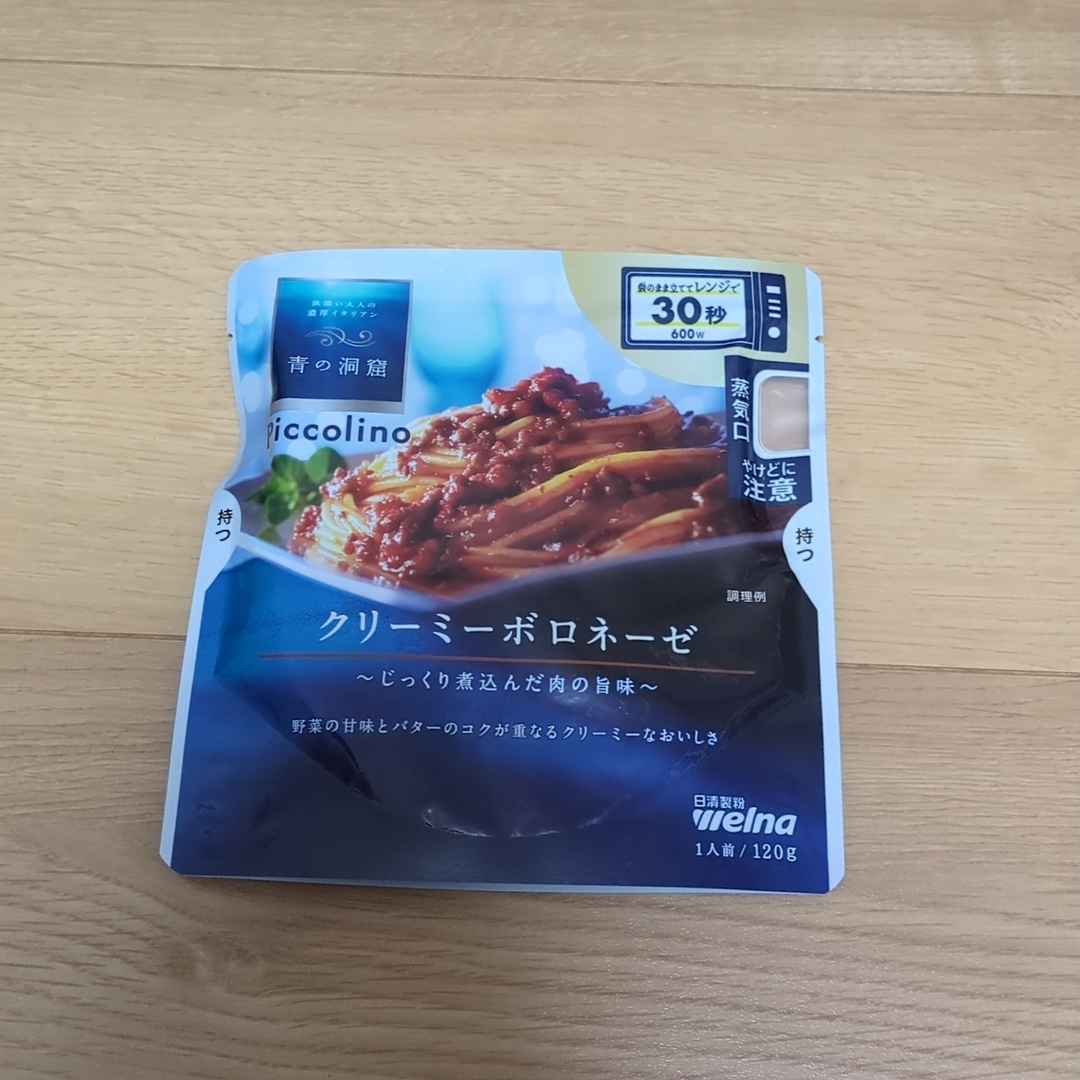 欲深い大人の
濃厚イタリアン
青の洞窟
Piccolino
袋のまま立ててレンジで
30秒
600W
蒸気口
やけどに
注意
持つ
持つ
調理例
クリーミーボロネーゼ
～じっくり煮込んだ肉の旨味～
野菜の甘味とバターのコクが重なるクリーミーなおいしさ
日清製粉
welna
1人前/120g